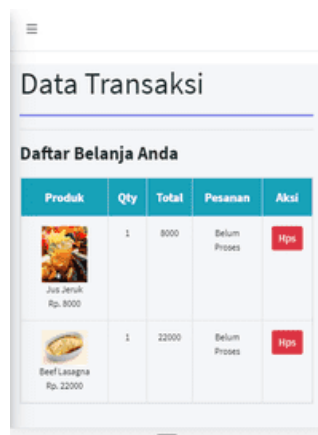 Data Transaksi
Daftar Belanja Anda
Produk Qty Total Pesanan Aksi
1 8000 Belum Proses Hps
Jus Jeruk
Rp. 8000
1 22000 Belum Proses Hps
Beef Lasagna
Rp. 22000